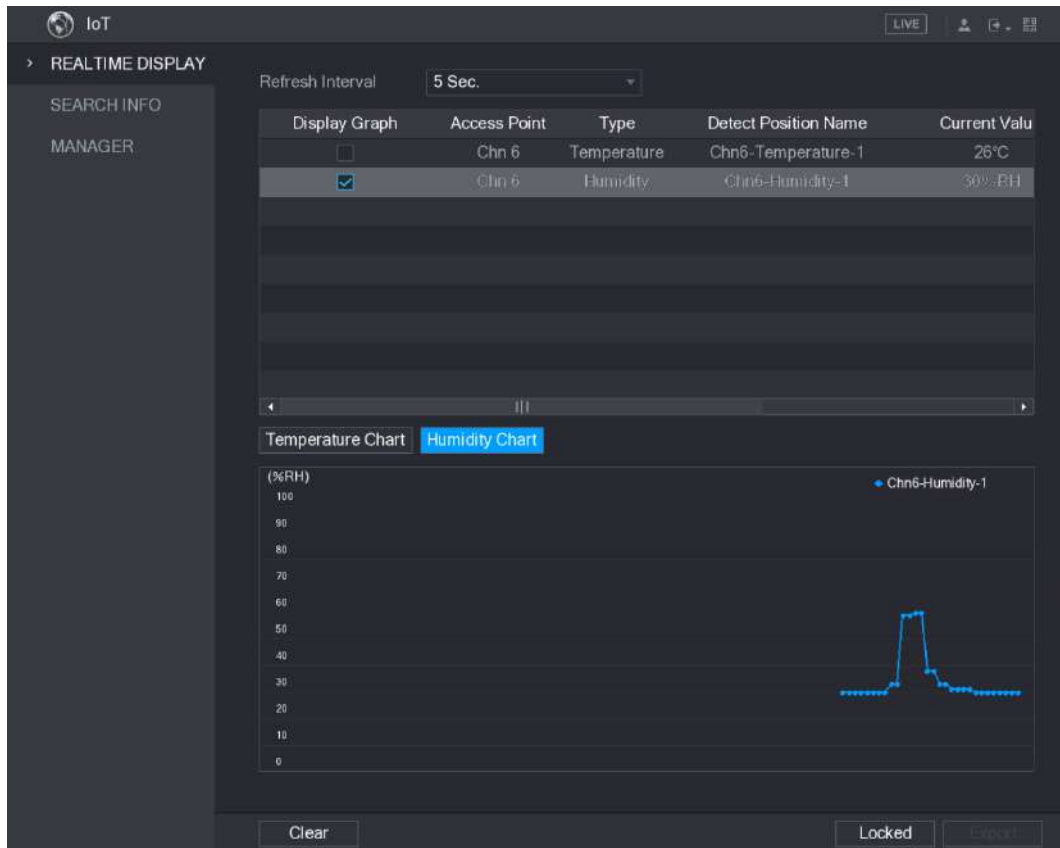 IoT
LIVE
REALTIME DISPLAY
SEARCH INFO
MANAGER
Refresh Interval 5 Sec.
Display Graph Access Point Type Detect Position Name Current Valu
Chn 6 Temperature Chn6-Temperature-1 26°C
Chn 6 Humidity Chn6-Humidity-1 30%RH
Temperature Chart Humidity Chart
(%RH)
Chn6-Humidity-1
100
90
80
70
60
50
40
30
20
10
0
Clear Locked Export